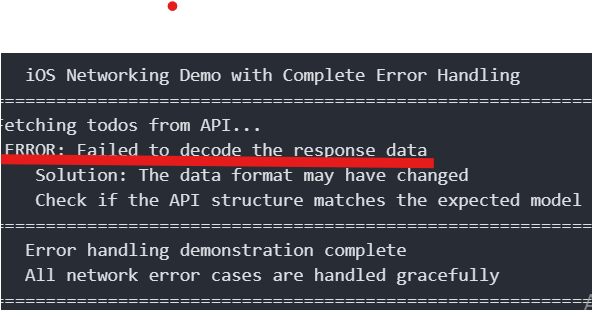 iOS Networking Demo with Complete Error Handling
================================================================
Fetching todos from API...
ERROR: Failed to decode the response data
Solution: The data format may have changed
Check if the API structure matches the expected model
================================================================
Error handling demonstration complete
All network error cases are handled gracefully
================================================================